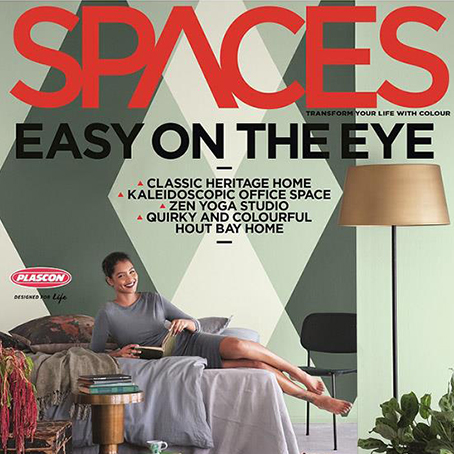 SPACES
TRANSFORM YOUR LIFE WITH COLOUR
EASY ON THE EYE
CLASSIC HERITAGE HOME
KALEIDOSCOPIC OFFICE SPACE
ZEN YOGA STUDIO
QUIRKY AND COLOURFUL
HOUT BAY HOME
PLASCON
DESIGNED FOR Life